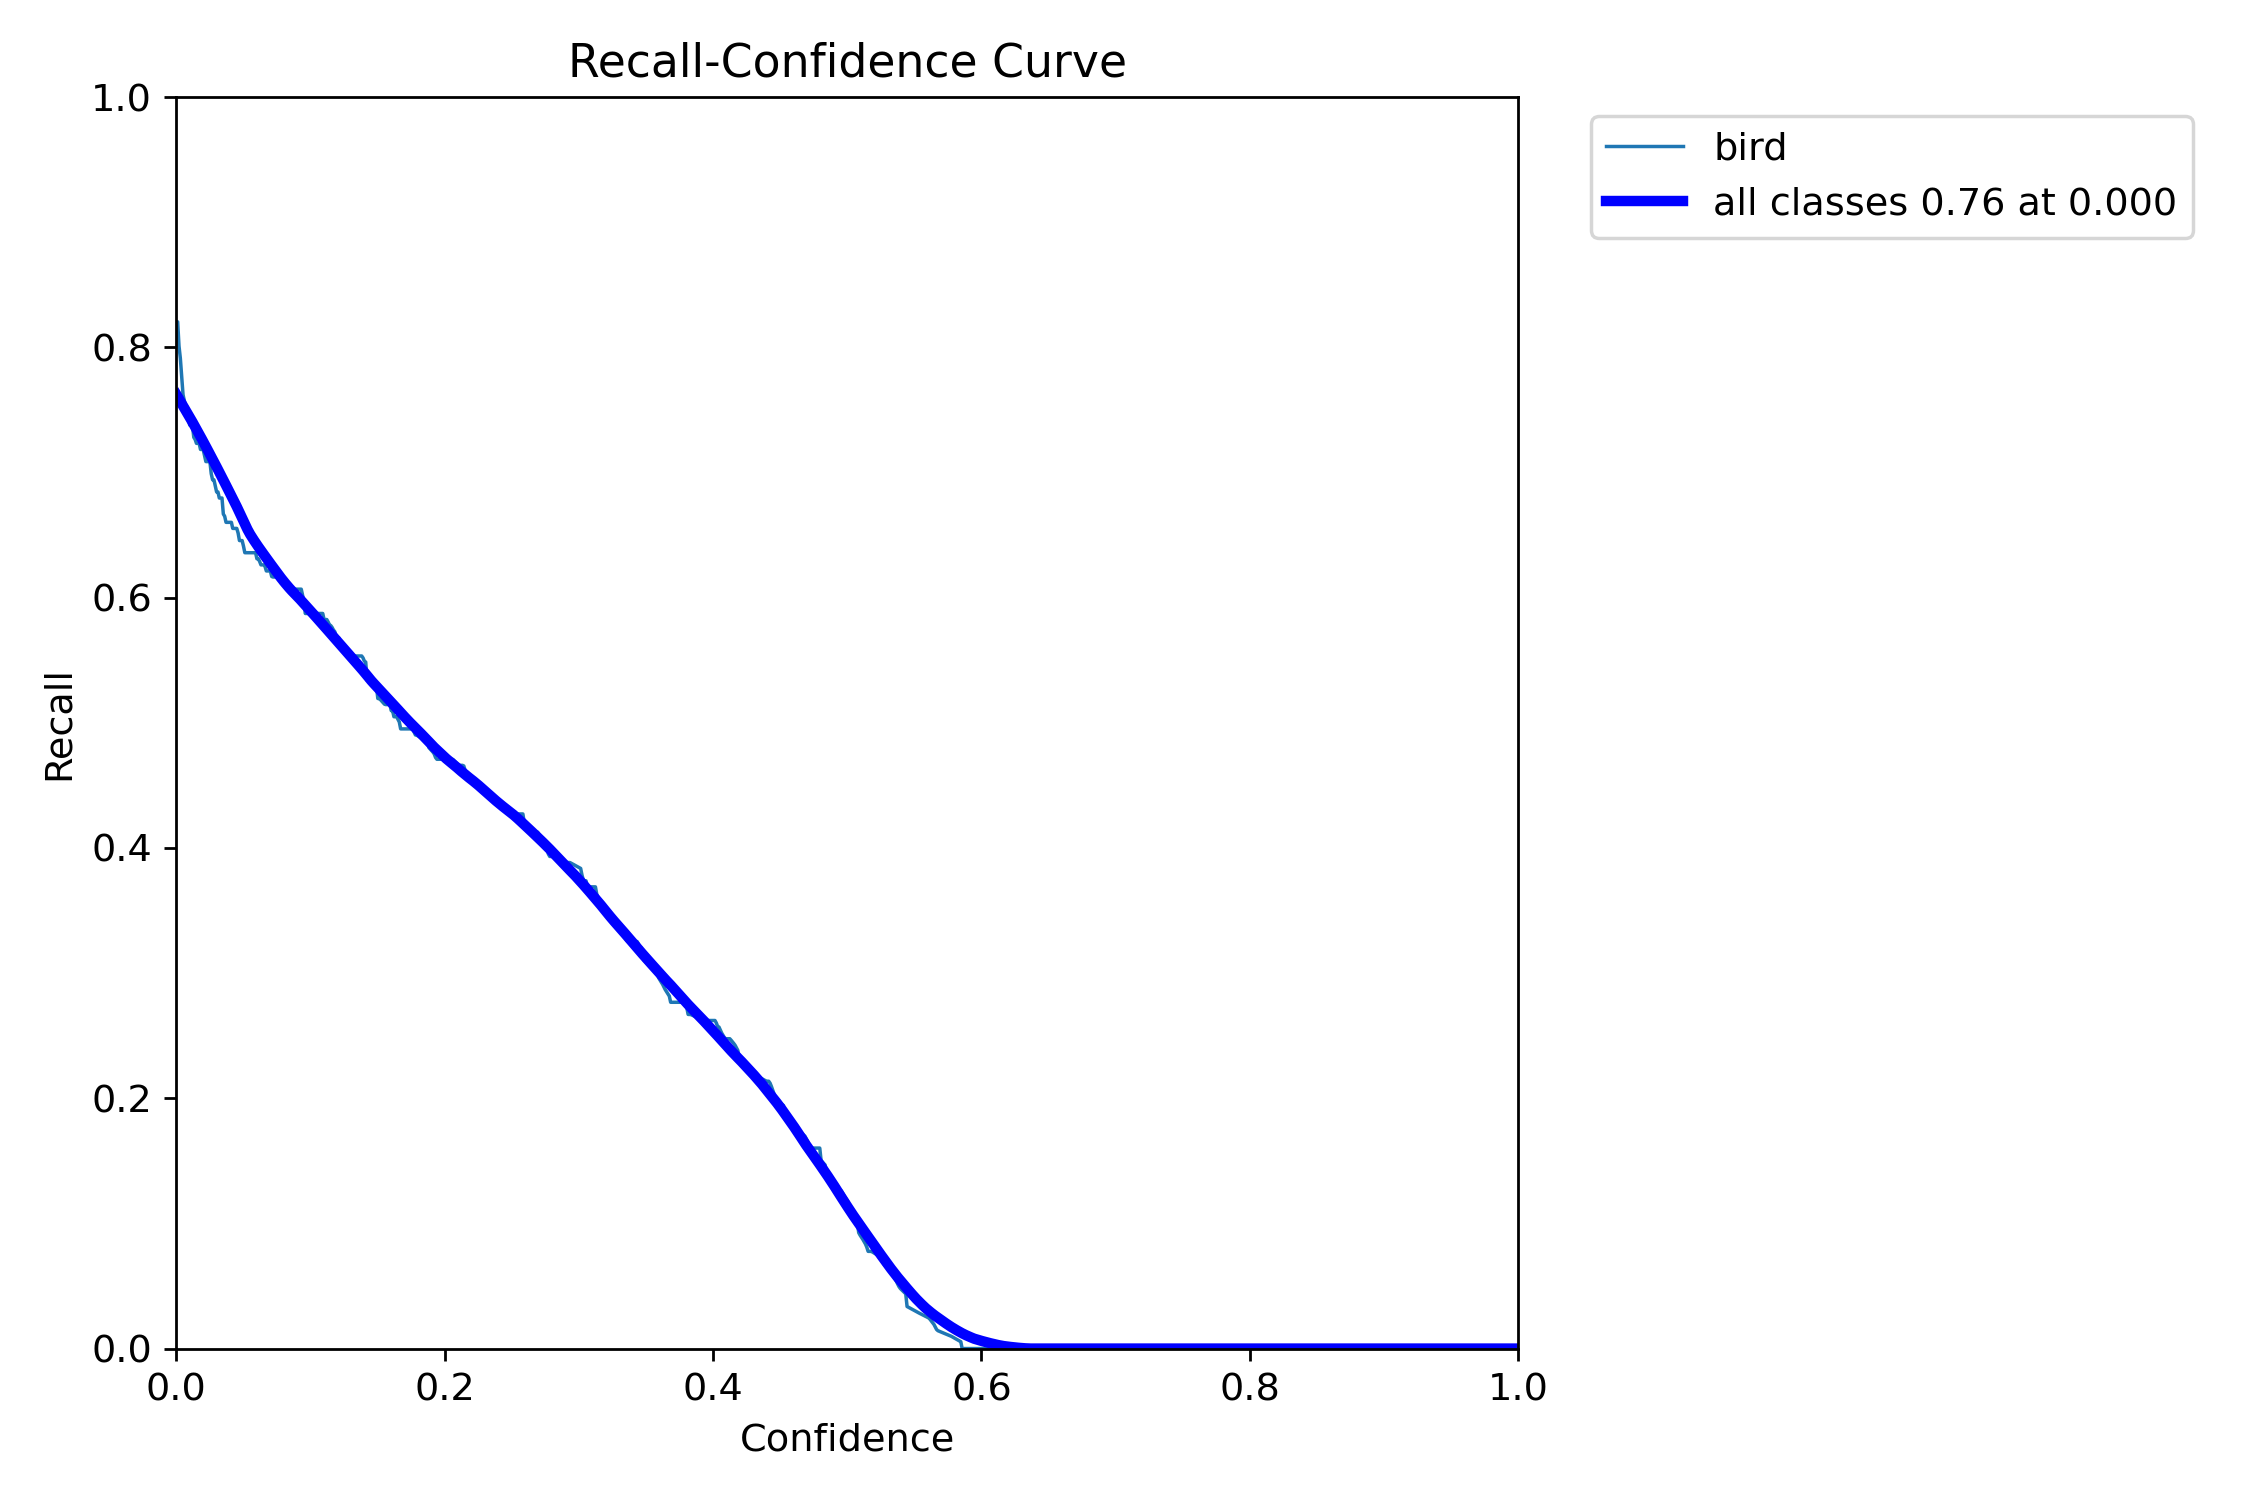 Recall-Confidence Curve
bird
all classes 0.76 at 0.000
1.0
0.8
0.6
0.4
0.2
0.0
Recall
0.0 0.2 0.4 0.6 0.8 1.0
Confidence